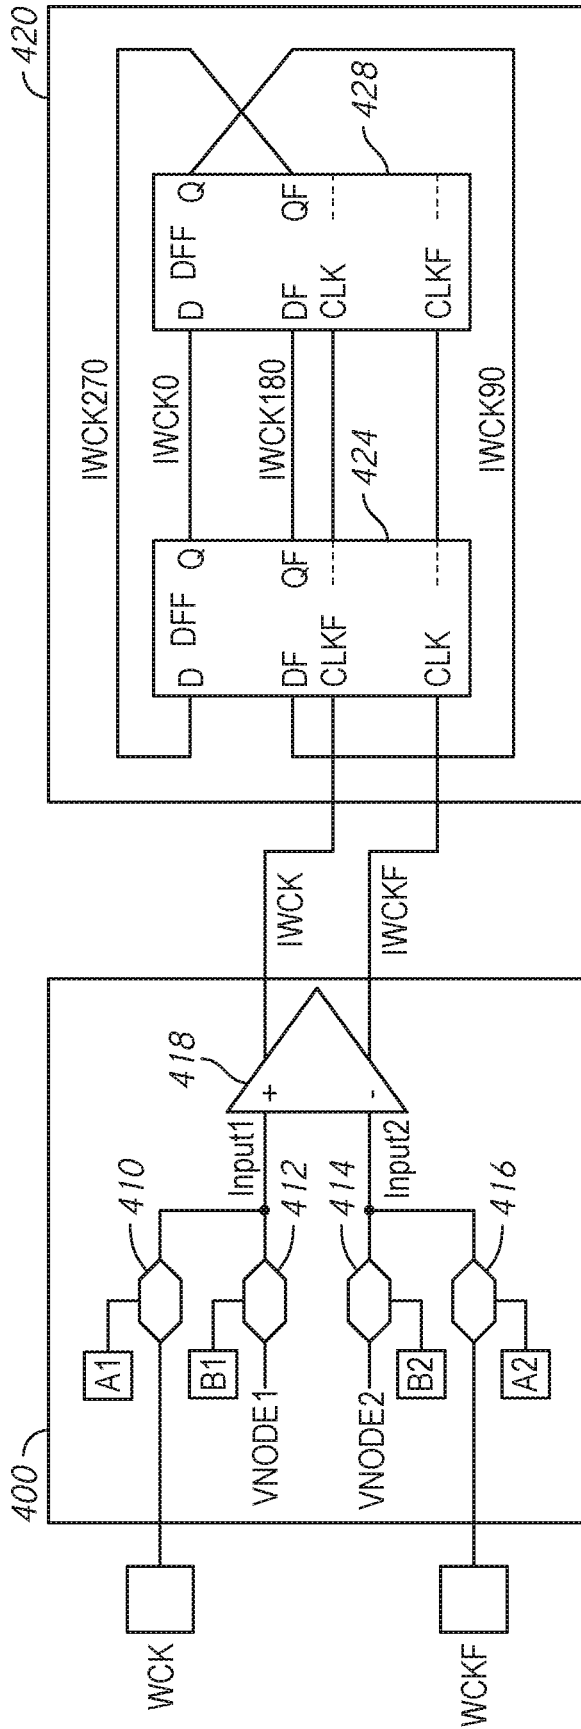 400
420
WCK
A1
410
Input1
418
B1
412
VNODE1
+
IWCK
VNODE2
414
B2
Input2
-
IWCKF
A2
416
WCKF
IWCK270
D
DFF
Q
IWCK0
D
DFF
Q
DF
QF
IWCK180
DF
QF
CLKF
424
CLK
428
CLK
CLKF
IWCK90